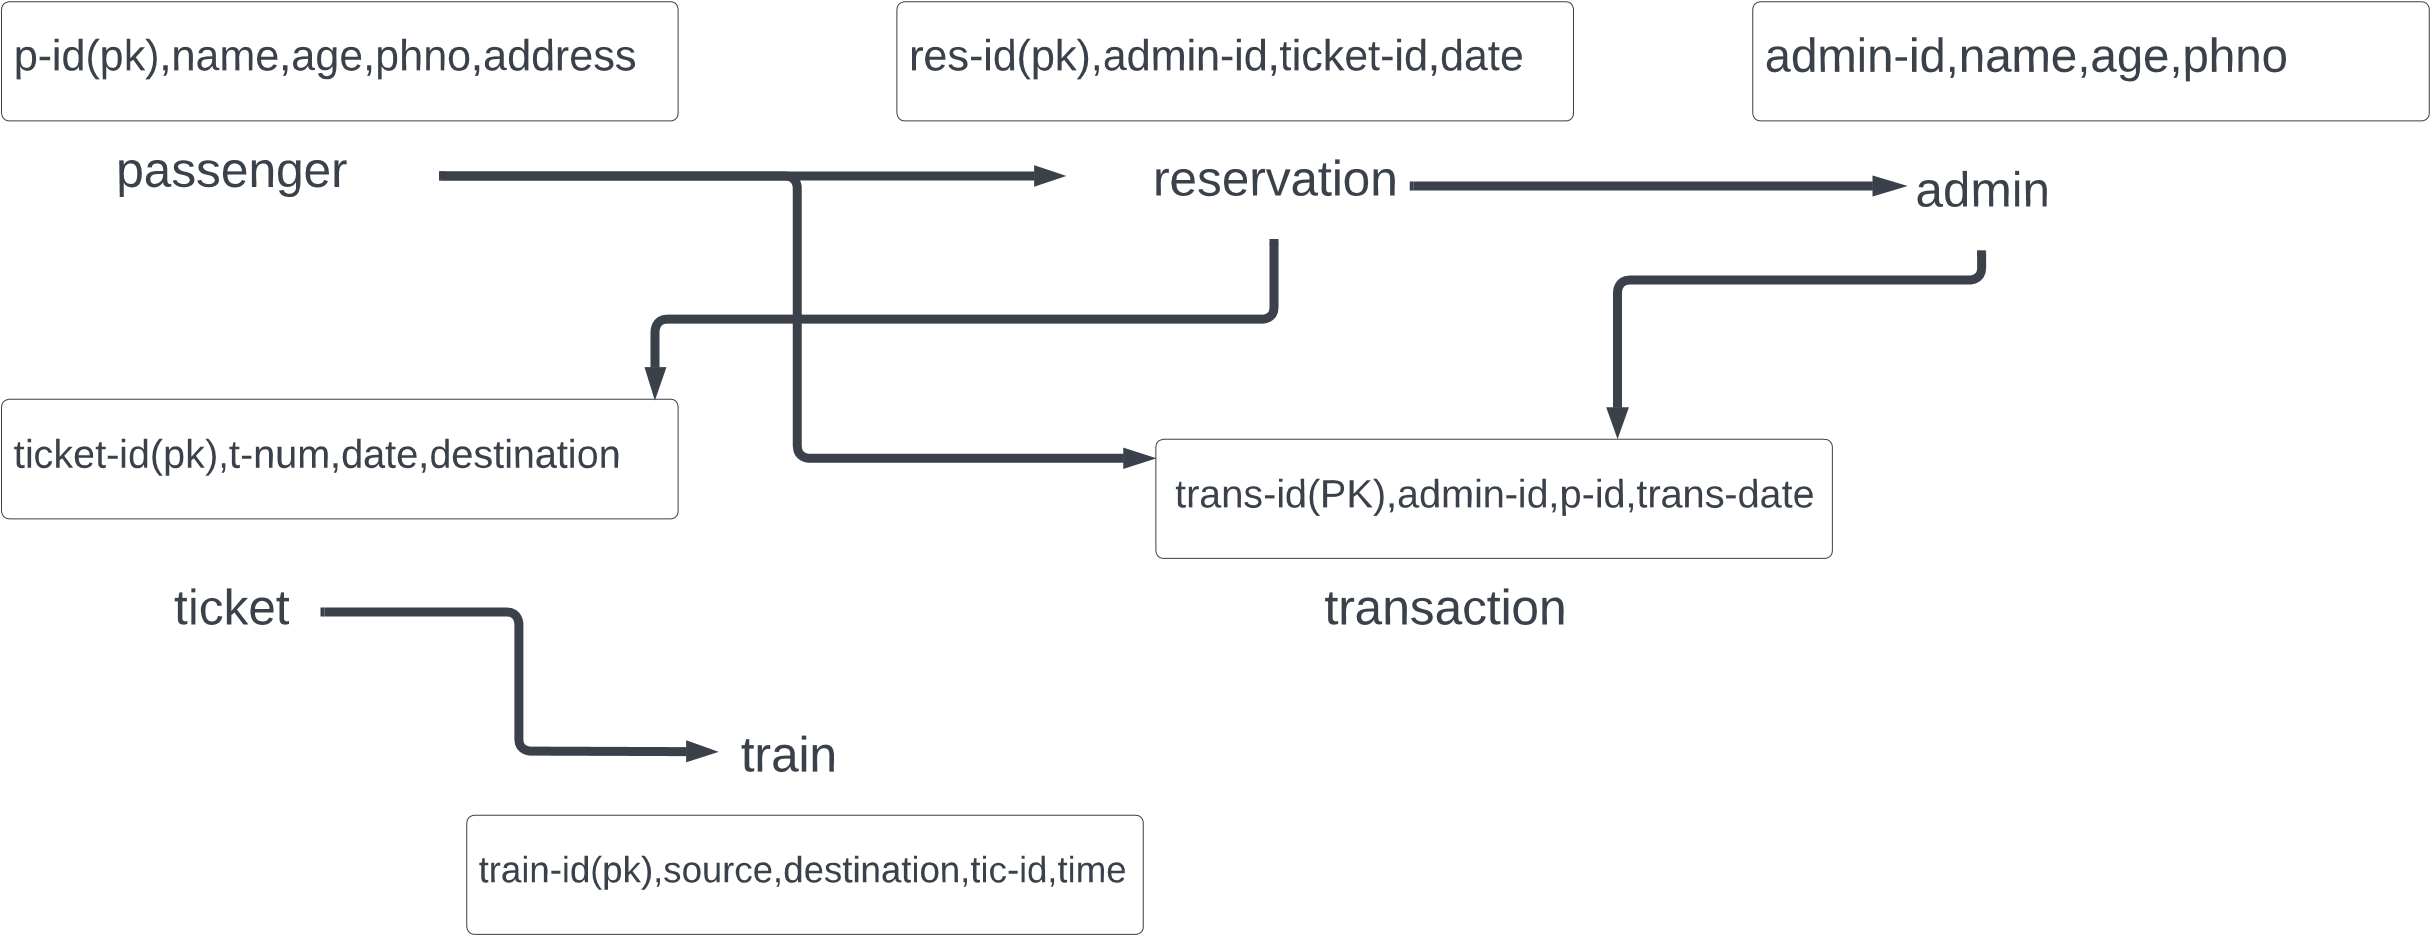 p-id(pk),name,age,phno,address
res-id(pk),admin-id,ticket-id,date
admin-id,name,age,phno
passenger
reservation
admin
ticket-id(pk),t-num,date,destination
trans-id(PK),admin-id,p-id,trans-date
ticket
transaction
train
train-id(pk),source,destination,tic-id,time